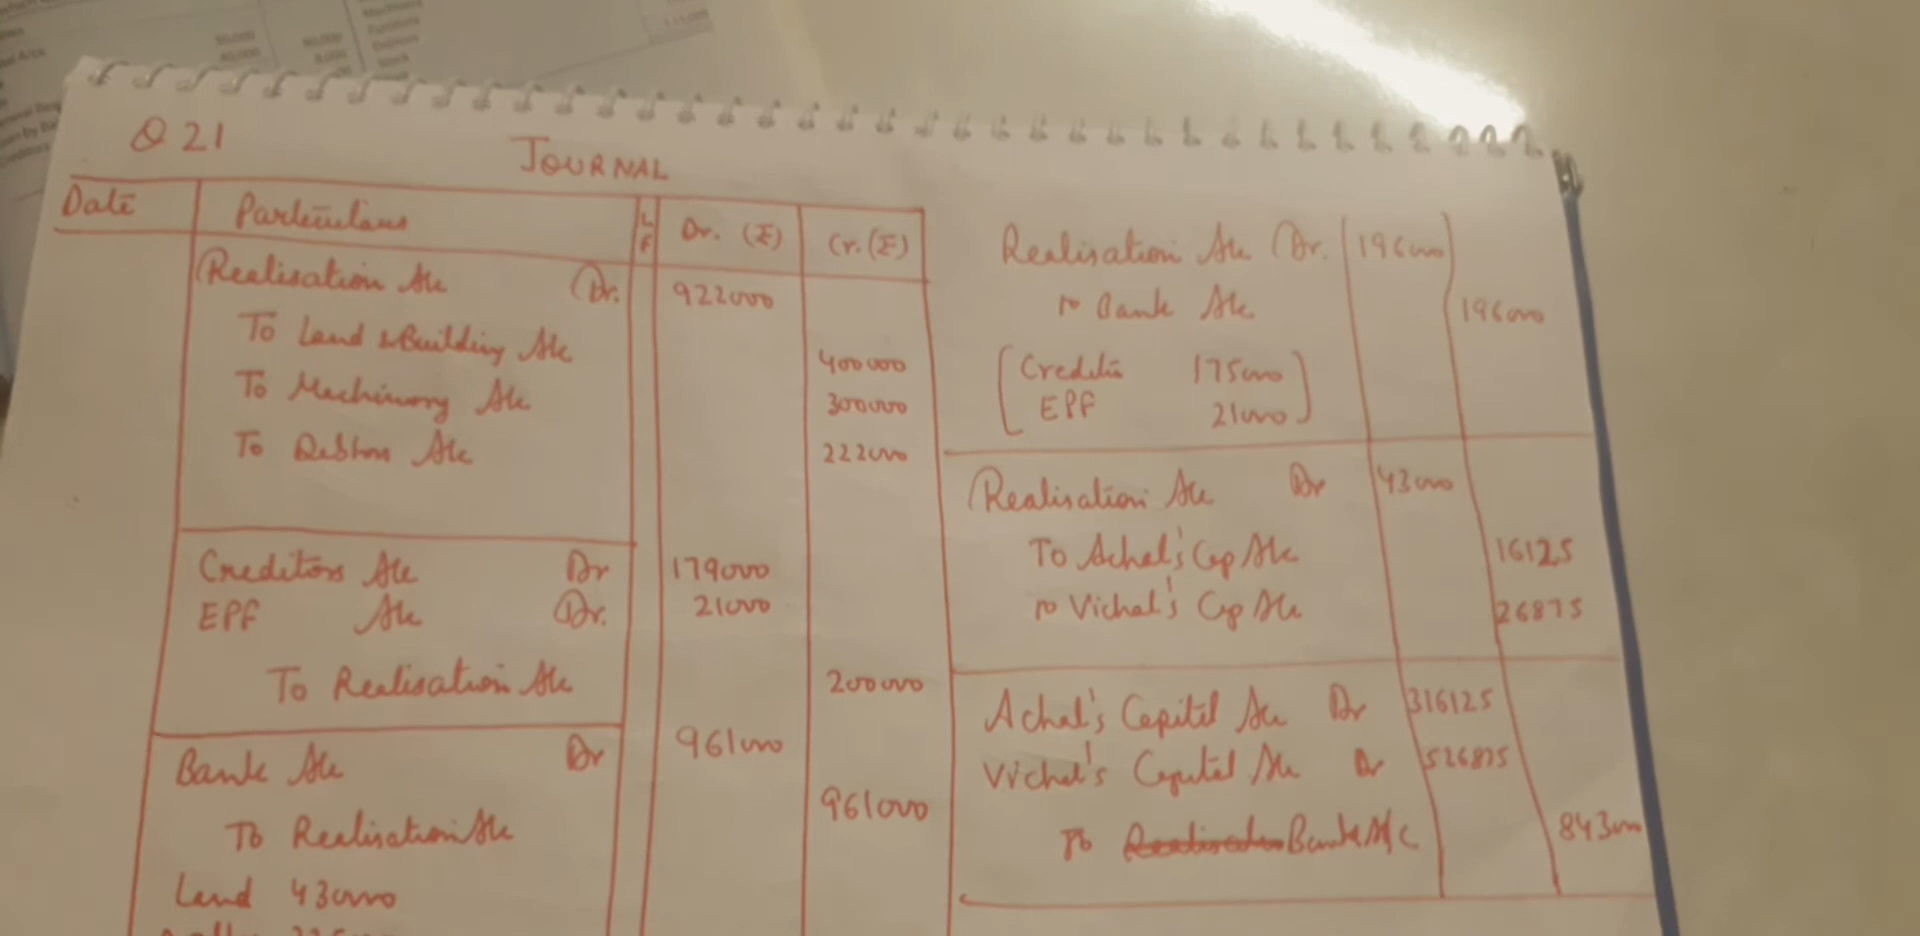 Q 21
JOURNAL
Date Particulars LF Dr. (₹) Cr. (₹)
Realisation A/c Dr. 922000
To Land & Building A/c 400000
To Machinery A/c 300000
To Debtors A/c 222000
Creditors A/c Dr 179000
EPF A/c Dr. 21000
To Realisation A/c 200000
Bank A/c Dr 961000
To Realisation A/c 961000
Land 43000
Realisation A/c Dr. 196000
To Bank A/c 196000
Creditors 175000
EPF 21000
Realisation A/c Dr 43000
To Achal's Cap A/c 16125
To Vichal's Cap A/c 26875
Achal's Capital A/c Dr 316125
Vichal's Capital A/c Dr 526875
To Realisation Bank A/c 843000